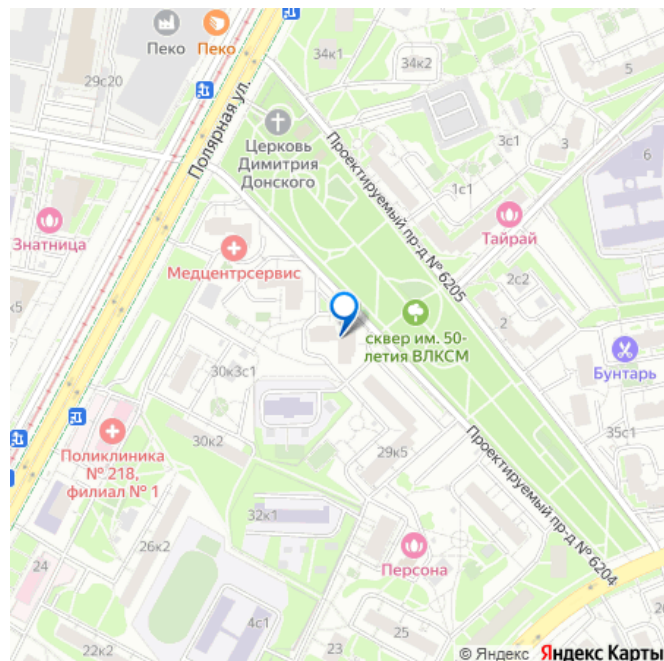 34к1
34к2
Пеко
Пеко
29с20
5
Полярная ул.
Церковь
Димитрия
Донского
Проектируемый пр-д № 6205
3с1
3
6
1с1
Знатница
Тайрай
Медцентрсервис
2с2
к5
2
сквер им. 50-
летия ВЛКСМ
30к3с1
Бунтарь
Поликлиника
№ 218,
филиал № 1
30к2
29к5
35с1
Проектируемый пр-д № 6204
32к1
26к2
24
Персона
4с1
25
23
22к2
© Яндекс Яндекс Карты